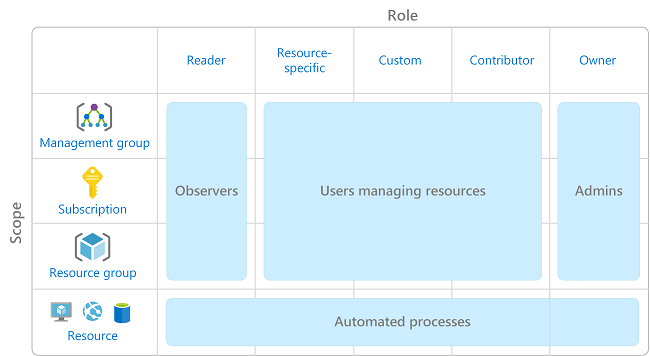 Role
Reader
Resource-
specific
Custom
Contributor
Owner
Scope
Management group
Subscription
Resource group
Resource
Observers
Users managing resources
Admins
Automated processes